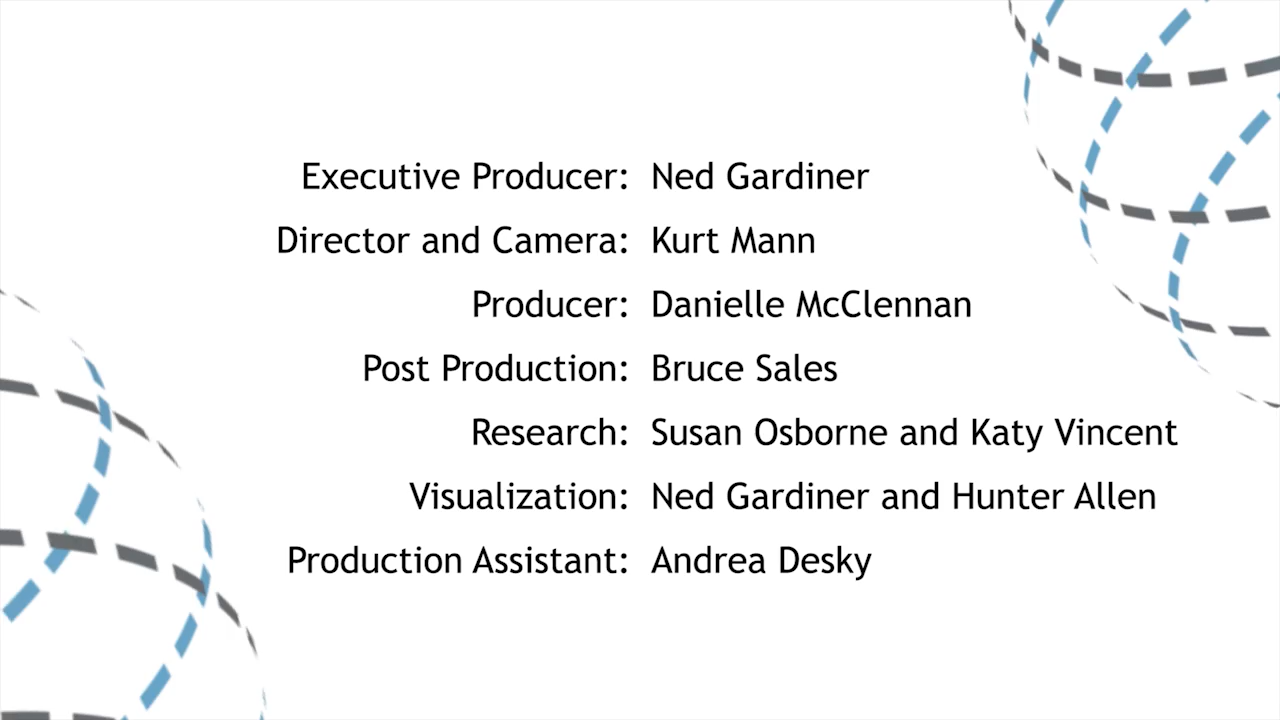 Executive Producer: Ned Gardiner
Director and Camera: Kurt Mann
Producer: Danielle McClennan
Post Production: Bruce Sales
Research: Susan Osborne and Katy Vincent
Visualization: Ned Gardiner and Hunter Allen
Production Assistant: Andrea Desky